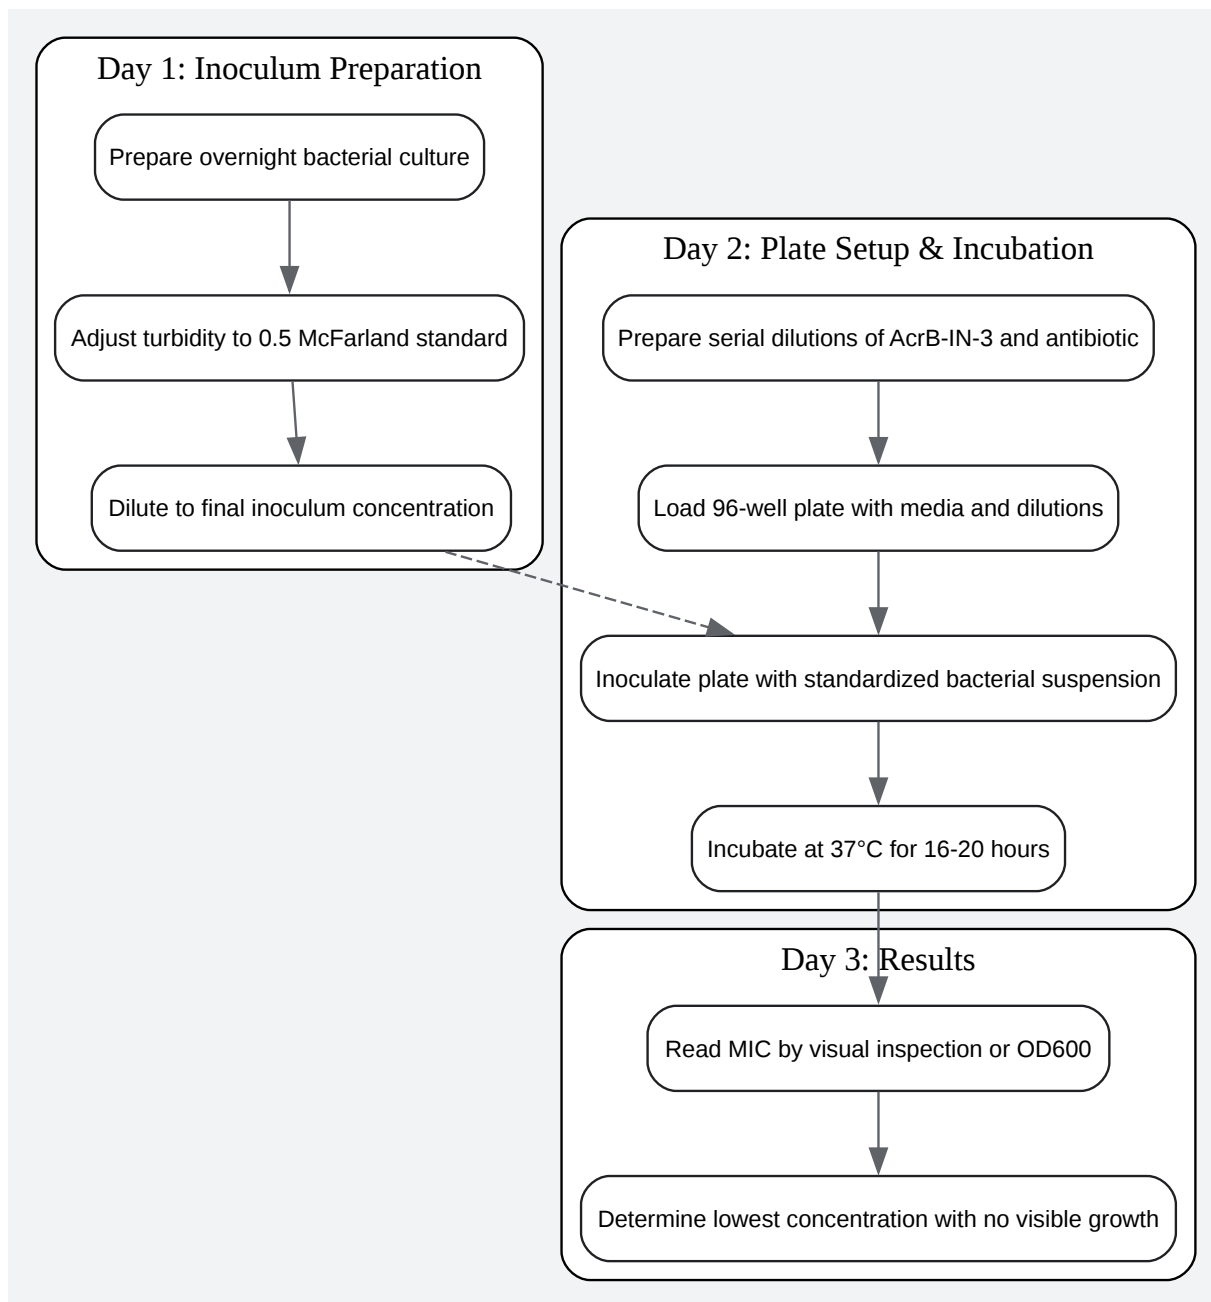 Day 1: Inoculum Preparation
Prepare overnight bacterial culture
Adjust turbidity to 0.5 McFarland standard
Dilute to final inoculum concentration
Day 2: Plate Setup & Incubation
Prepare serial dilutions of AcrB-IN-3 and antibiotic
Load 96-well plate with media and dilutions
Inoculate plate with standardized bacterial suspension
Incubate at 37°C for 16-20 hours
Day 3: Results
Read MIC by visual inspection or OD600
Determine lowest concentration with no visible growth